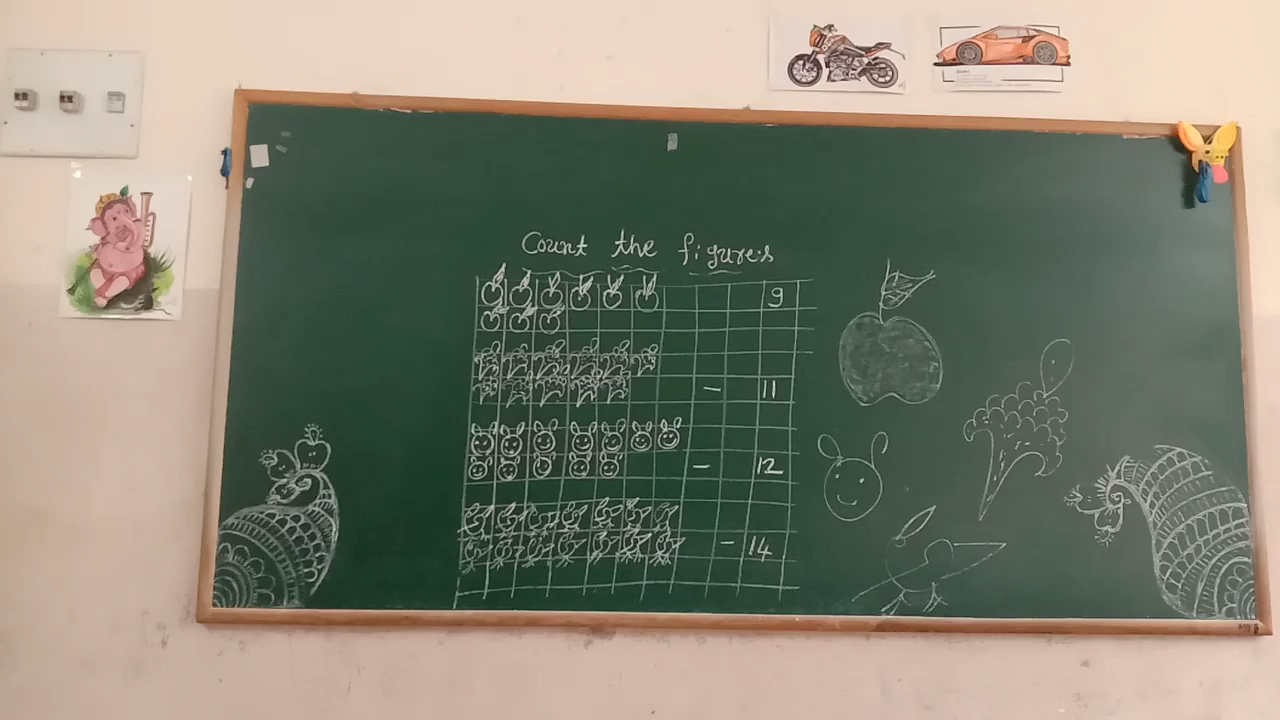 Count the figures
9
- 11
- 12
- 14